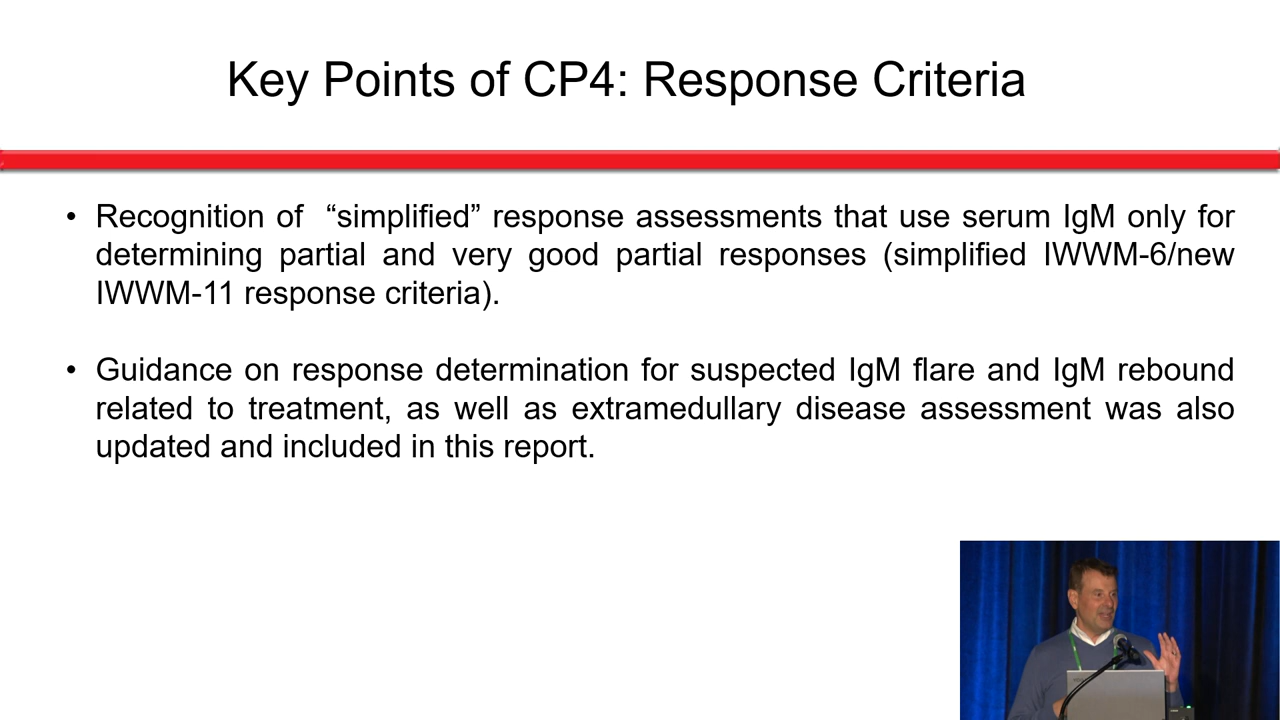 Key Points of CP4: Response Criteria
• Recognition of “simplified” response assessments that use serum IgM only for
determining partial and very good partial responses (simplified IWWM-6/new
IWWM-11 response criteria).
• Guidance on response determination for suspected IgM flare and IgM rebound
related to treatment, as well as extramedullary disease assessment was also
updated and included in this report.